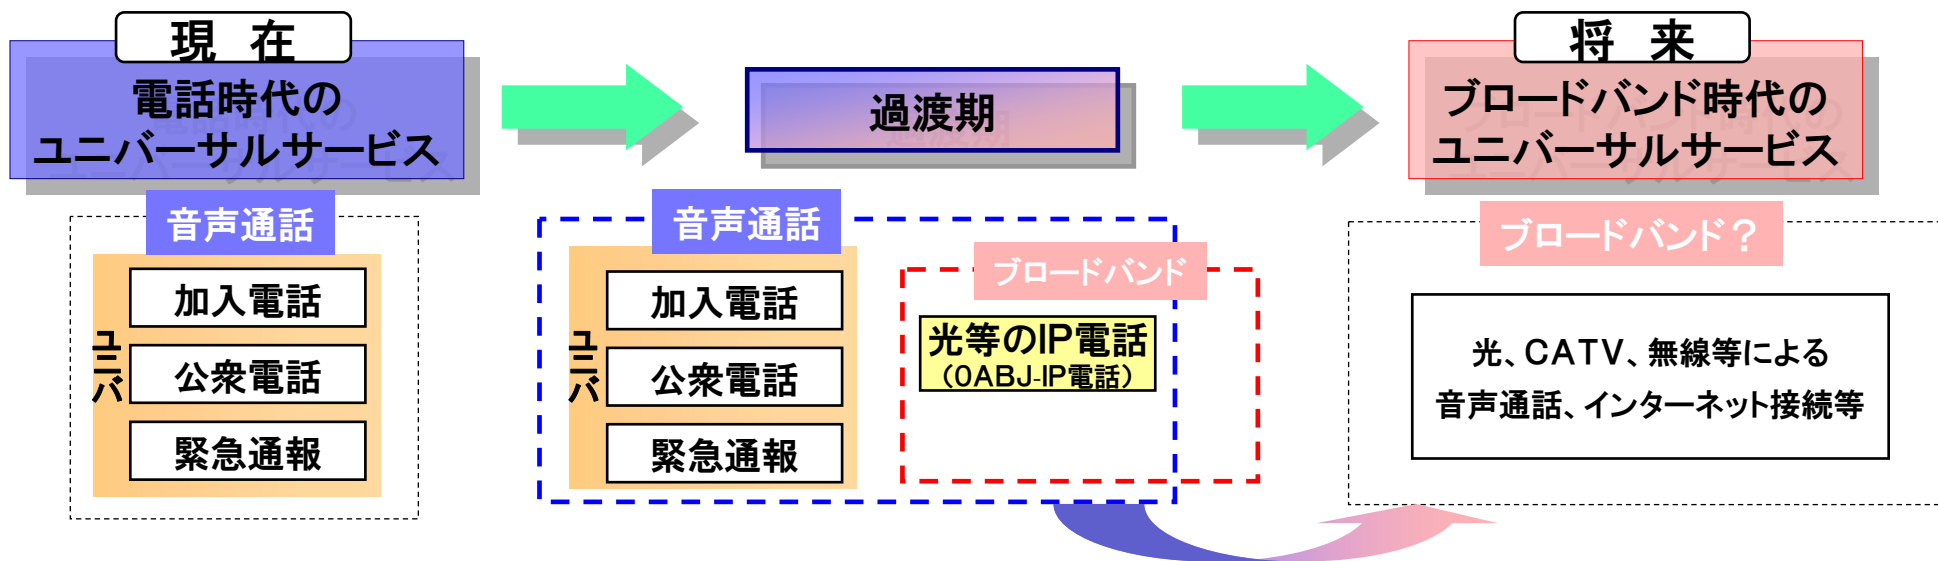 現 在
電話時代の
ユニバーサルサービス
音声通話
ユニバ
加入電話
公衆電話
緊急通報
過渡期
音声通話
ユニバ
加入電話
公衆電話
緊急通報
ブロードバンド
光等のIP電話
（0ABJ-IP電話）
将 来
ブロードバンド時代の
ユニバーサルサービス
ブロードバンド？
光、CATV、無線等による
音声通話、インターネット接続等